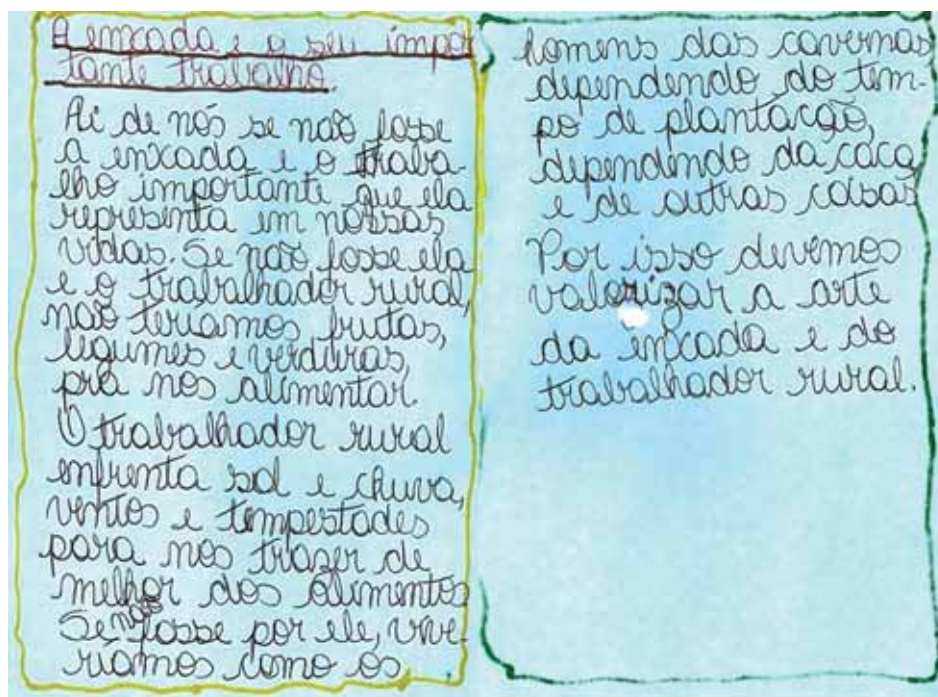 A enxada e o seu impor
tante trabalho.
Ai de nós se não fosse
a enxada e o traba-
lho importante que ela
representa em nossas
vidas. Se não fosse ela
e o trabalhador rural,
não teriamos frutas,
legumes e verduras,
pra nos alimentar.
O trabalhador rural
enfrenta sol e chuva,
ventos e tempestades
para nos trazer de
melhor dos alimentos
Se não fosse por ele, vive-
riamos como os
homens das cavernas
dependendo do tem-
po de plantação,
dependendo da caça
e de outras coisas
Por isso devemos
valorizar a arte
da enxada e do
trabalhador rural.